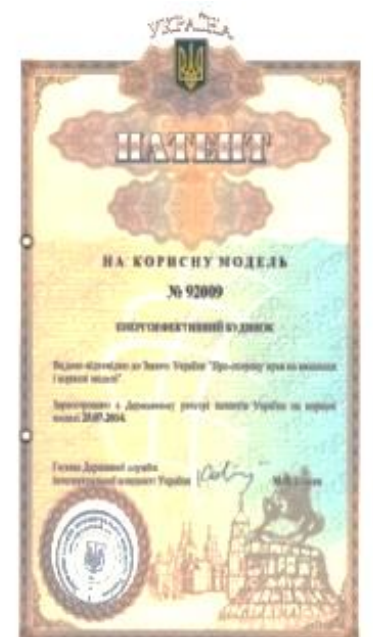 УКРАЇНА
ПАТЕНТ
НА КОРИСНУ МОДЕЛЬ
№ 92009
ЕНЕРГОЕФЕКТИВНИЙ БУДИНОК
Видано відповідно до Закону України "Про охорону прав на винаходи
і корисні моделі".
Зареєстровано в Державному реєстрі патентів України на корисні
моделі 25.07.2014.
Голова Державної служби
інтелектуальної власності України